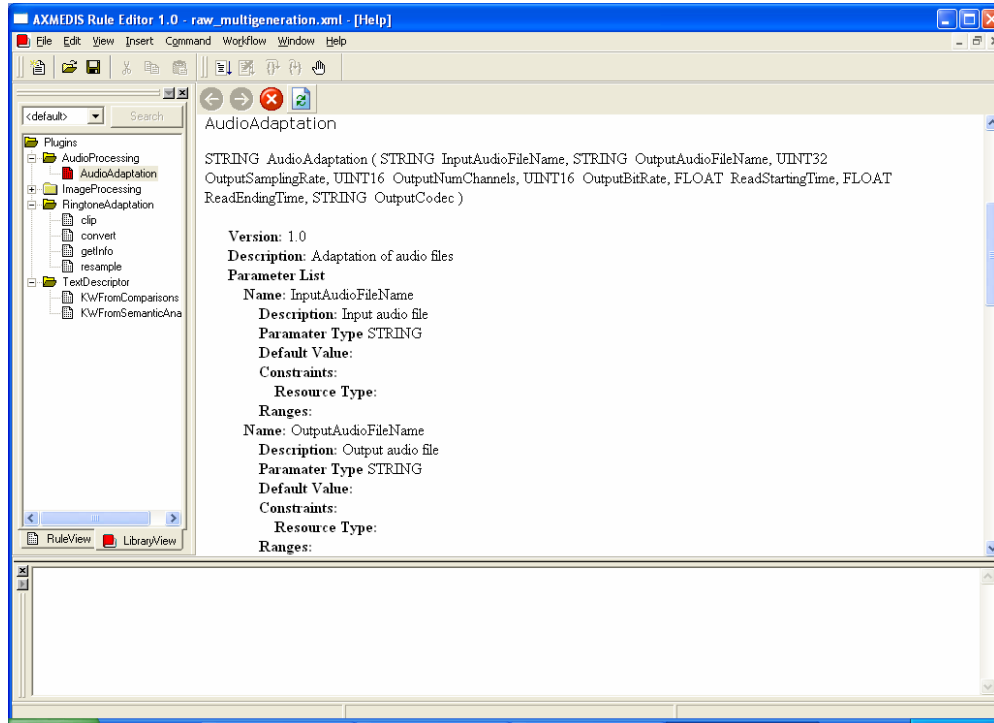 AXMEDIS Rule Editor 1.0 - raw_multigeneration.xml - [Help]
File Edit View Insert Command Workflow Window Help
<default> Search
Plugins
AudioProcessing
AudioAdaptation
ImageProcessing
RingtoneAdaptation
clip
convert
getInfo
resample
TextDescriptor
KWFromComparisons
KWFromSemanticAna
RuleView LibraryView
AudioAdaptation
STRING AudioAdaptation ( STRING InputAudioFileName, STRING OutputAudioFileName, UINT32
OutputSamplingRate, UINT16 OutputNumChannels, UINT16 OutputBitRate, FLOAT ReadStartingTime, FLOAT
ReadEndingTime, STRING OutputCodec )
Version: 1.0
Description: Adaptation of audio files
Parameter List
Name: InputAudioFileName
Description: Input audio file
Paramater Type STRING
Default Value:
Constraints:
Resource Type:
Ranges:
Name: OutputAudioFileName
Description: Output audio file
Paramater Type STRING
Default Value:
Constraints:
Resource Type:
Ranges: